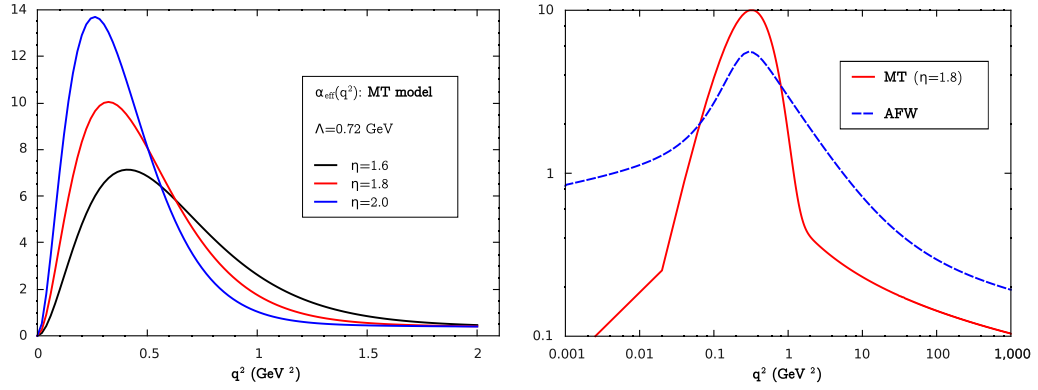 14
12
10
8
6
4
2
0
αeff(q²): MT model
Λ=0.72 GeV
η=1.6
η=1.8
η=2.0
0
0.5
1
1.5
2
q² (GeV ²)
10
1
0.1
MT (η=1.8)
AFW
0.001
0.01
0.1
1
10
100
1,000
q² (GeV ²)